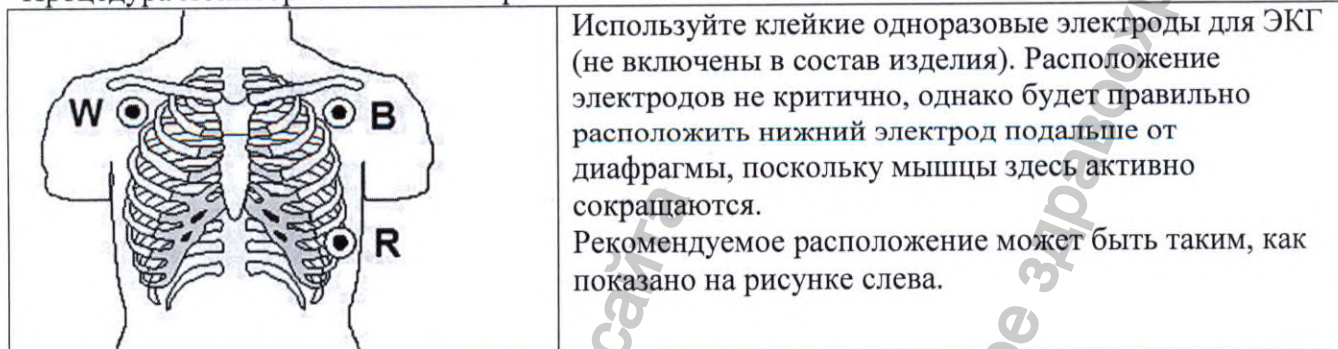 W
B
R
Используйте клейкие одноразовые электроды для ЭКГ
(не включены в состав изделия). Расположение
электродов не критично, однако будет правильно
расположить нижний электрод подальше от
диафрагмы, поскольку мышцы здесь активно
сокращаются.
Рекомендуемое расположение может быть таким, как
показано на рисунке слева.
сайта